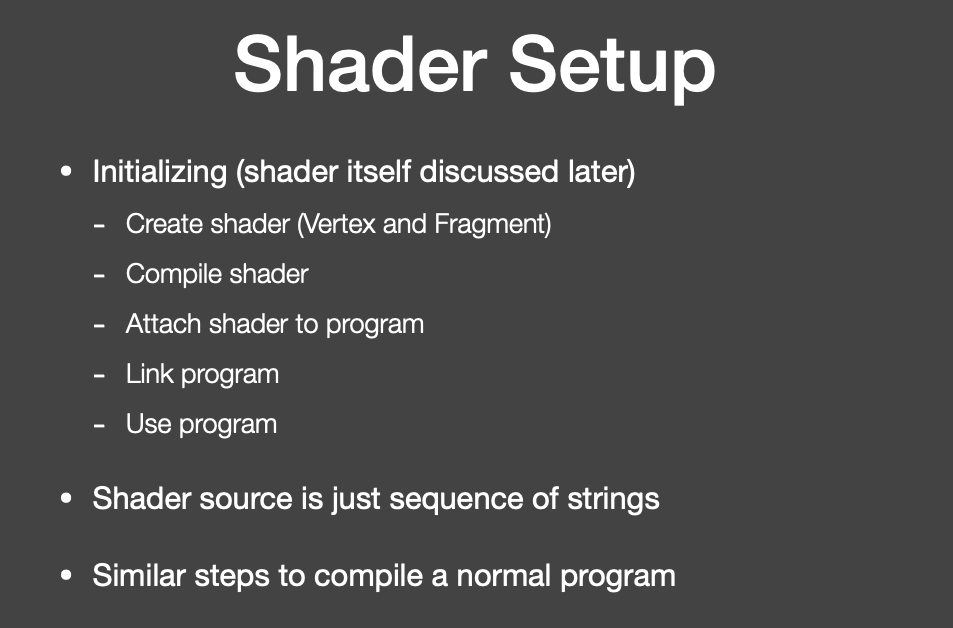 Shader Setup
• Initializing (shader itself discussed later)
- Create shader (Vertex and Fragment)
- Compile shader
- Attach shader to program
- Link program
- Use program
• Shader source is just sequence of strings
• Similar steps to compile a normal program